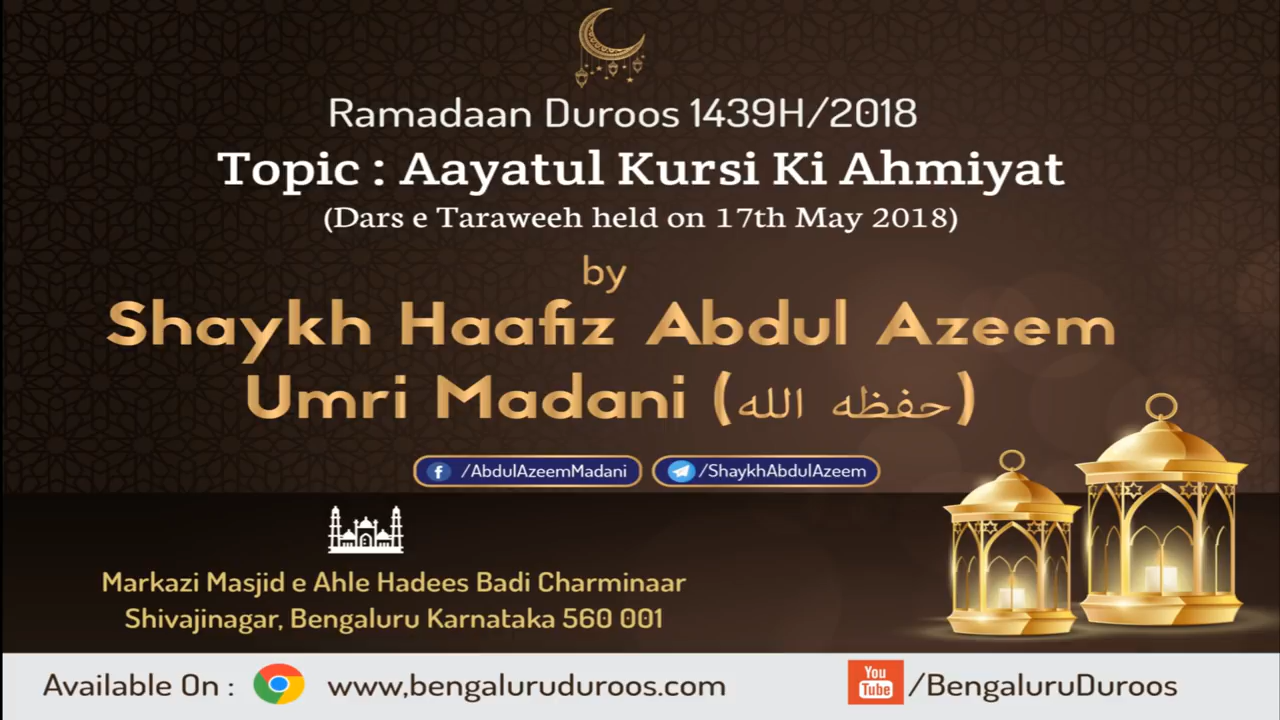 Ramadaan Duroos 1439H/2018
Topic : Aayatul Kursi Ki Ahmiyat
(Dars e Taraweeh held on 17th May 2018)
by
Shaykh Haafiz Abdul Azeem
Umri Madani (حفظه الله)
f /AbdulAzeemMadani /ShaykhAbdulAzeem
Markazi Masjid e Ahle Hadees Badi Charminaar
Shivajinagar, Bengaluru Karnataka 560 001
Available On : www,bengaluruduroos.com You Tube /BengaluruDuroos